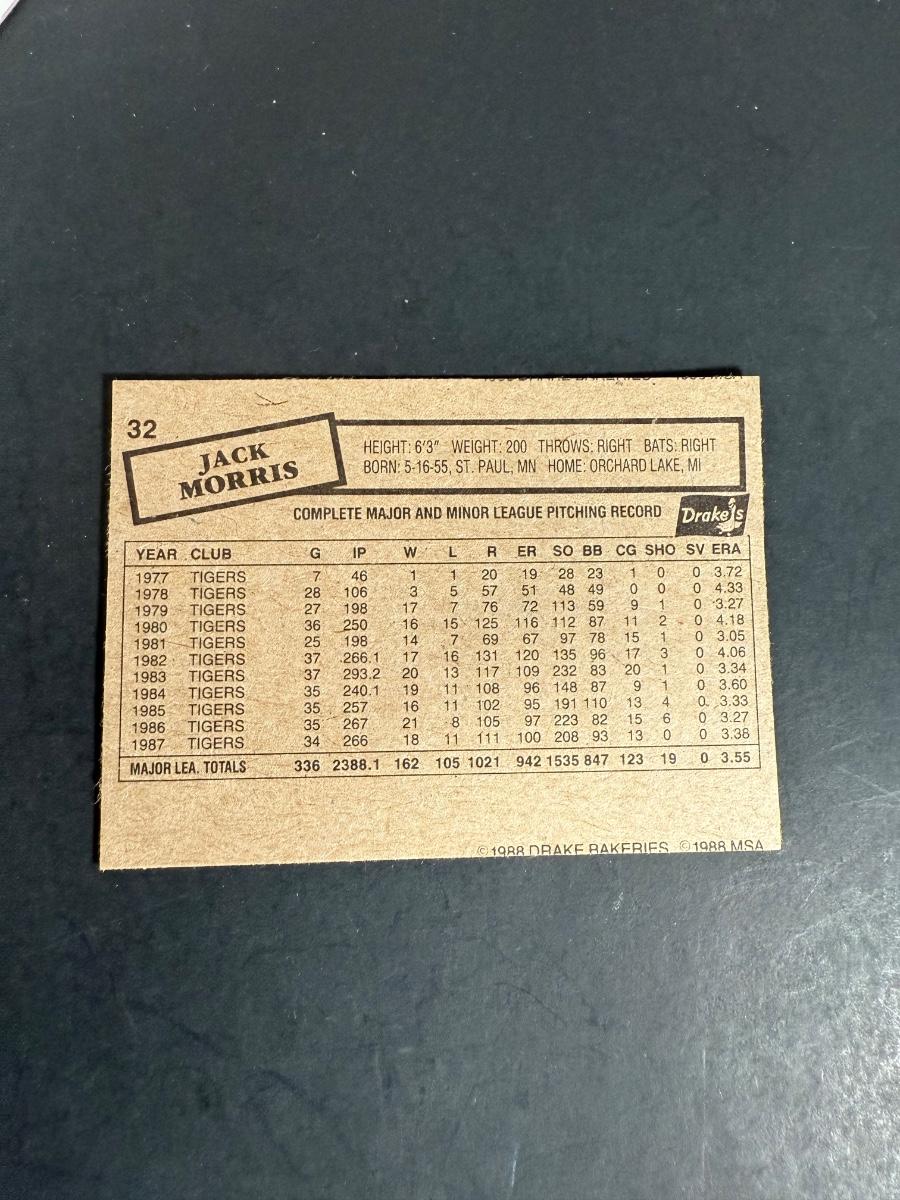 1988 DRAKE BAKERIES 1988 MSA
32
JACK
MORRIS
HEIGHT: 6'3" WEIGHT: 200 THROWS: RIGHT BATS: RIGHT
BORN: 5-16-55, ST. PAUL, MN HOME: ORCHARD LAKE, MI
COMPLETE MAJOR AND MINOR LEAGUE PITCHING RECORD
Drake's
YEAR CLUB G IP W L R ER SO BB CG SHO SV ERA
1977 TIGERS 7 46 1 1 20 19 28 23 1 0 0 3.72
1978 TIGERS 28 106 3 5 57 51 48 49 0 0 0 4.33
1979 TIGERS 27 198 17 7 76 72 113 59 9 1 0 3.27
1980 TIGERS 36 250 16 15 125 116 112 87 11 2 0 4.18
1981 TIGERS 25 198 14 7 69 67 97 78 15 1 0 3.05
1982 TIGERS 37 266.1 17 16 131 120 135 96 17 3 0 4.06
1983 TIGERS 37 293.2 20 13 117 109 232 83 20 1 0 3.34
1984 TIGERS 35 240.1 19 11 108 96 148 87 9 1 0 3.60
1985 TIGERS 35 257 16 11 102 95 191 110 13 4 0 3.33
1986 TIGERS 35 267 21 8 105 97 223 82 15 6 0 3.27
1987 TIGERS 34 266 18 11 111 100 208 93 13 0 0 3.38
MAJOR LEA. TOTALS 336 2388.1 162 105 1021 942 1535 847 123 19 0 3.55
©1988 DRAKE BAKERIES ©1988 MSA